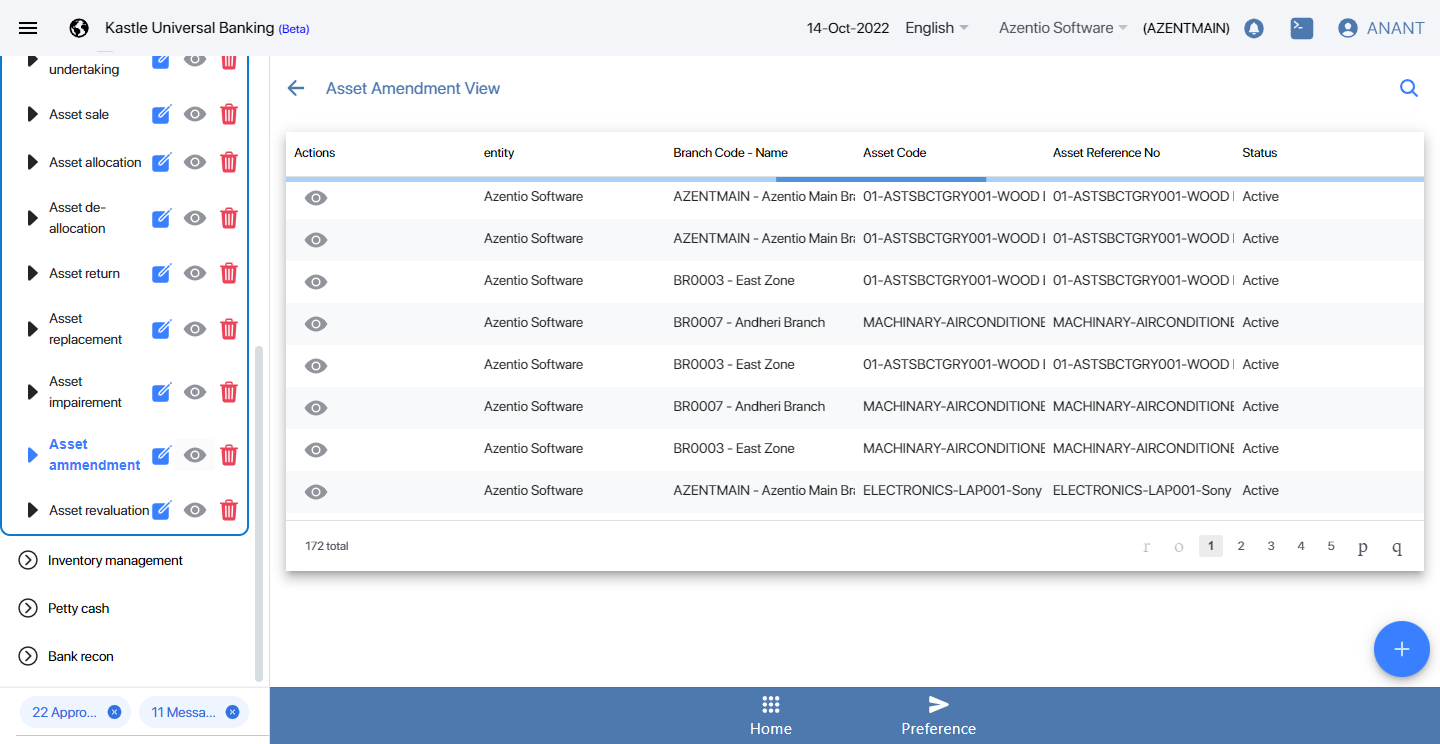 Kastle Universal Banking (Beta)
14-Oct-2022 English Azentio Software (AZENTMAIN) ANANT
undertaking
Asset sale
Asset allocation
Asset de-
allocation
Asset return
Asset
replacement
Asset
impairement
Asset
ammendment
Asset revaluation
Inventory management
Petty cash
Bank recon
22 Appro...
11 Messa...
Asset Amendment View
Actions entity Branch Code - Name Asset Code Asset Reference No Status
Azentio Software AZENTMAIN - Azentio Main Bra 01-ASTSBCTGRY001-WOOD 01-ASTSBCTGRY001-WOOD Active
Azentio Software AZENTMAIN - Azentio Main Bra 01-ASTSBCTGRY001-WOOD 01-ASTSBCTGRY001-WOOD Active
Azentio Software BR0003 - East Zone 01-ASTSBCTGRY001-WOOD 01-ASTSBCTGRY001-WOOD Active
Azentio Software BR0007 - Andheri Branch MACHINARY-AIRCONDITIONE MACHINARY-AIRCONDITIONE Active
Azentio Software BR0003 - East Zone 01-ASTSBCTGRY001-WOOD 01-ASTSBCTGRY001-WOOD Active
Azentio Software BR0007 - Andheri Branch MACHINARY-AIRCONDITIONE MACHINARY-AIRCONDITIONE Active
Azentio Software BR0003 - East Zone MACHINARY-AIRCONDITIONE MACHINARY-AIRCONDITIONE Active
Azentio Software AZENTMAIN - Azentio Main Bra ELECTRONICS-LAP001-Sony ELECTRONICS-LAP001-Sony Active
172 total
r o 1 2 3 4 5 p q
Home
Preference